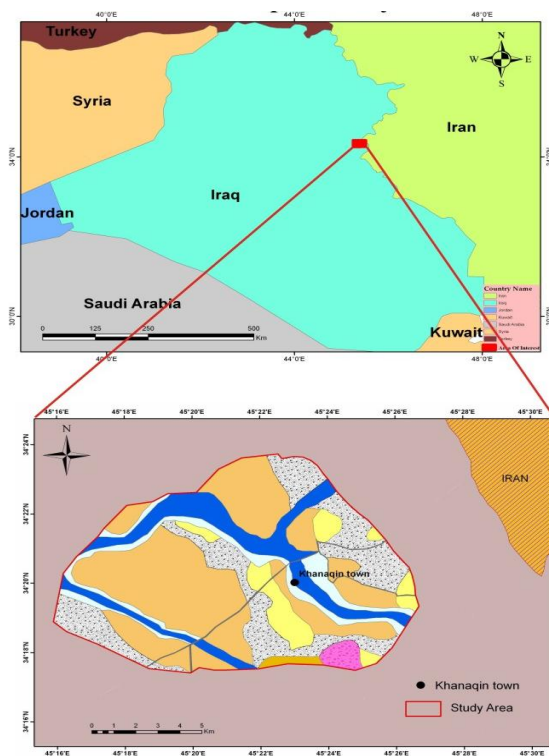 40°0'E 44°0'E 48°0'E
Turkey
N
W E
S
Syria
Iran
34°0'N 34°0'N
Iraq
Jordan
Saudi Arabia
Country Name
Iran
Iraq
Jordan
Kuwait
Saudi Arabia
Syria
Turkey
Area Of Interest
30°0'N
0 125 250 500
Km
Kuwait
40°0'E 44°0'E 48°0'E
45°16'E 45°18'E 45°20'E 45°22'E 45°24'E 45°26'E 45°28'E 45°30'E
34°24'N
N
IRAN
34°22'N
34°20'N
Khanaqin town
34°18'N
34°16'N
Khanaqin town
Study Area
0 1 2 3 4 5
Km
45°16'E 45°18'E 45°20'E 45°22'E 45°24'E 45°26'E 45°28'E 45°30'E